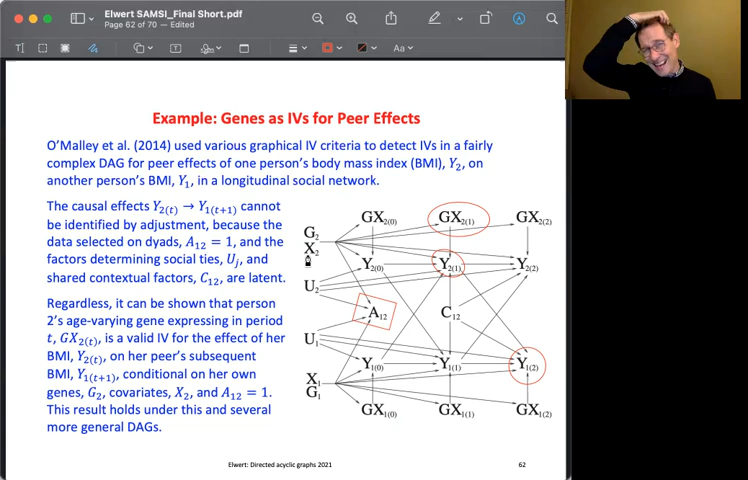 Elwert SAMSI_Final Short.pdf
Page 62 of 70 — Edited
Aa
Example: Genes as IVs for Peer Effects
O'Malley et al. (2014) used various graphical IV criteria to detect IVs in a fairly
complex DAG for peer effects of one person's body mass index (BMI), Y₂, on
another person's BMI, Y₁, in a longitudinal social network.
The causal effects Y₂₍ₜ₎ → Y₁₍ₜ₊₁₎ cannot
be identified by adjustment, because the
data selected on dyads, A₁₂ = 1, and the
factors determining social ties, Uⱼ, and
shared contextual factors, C₁₂, are latent.
Regardless, it can be shown that person
2's age-varying gene expressing in period
t, GX₂₍ₜ₎, is a valid IV for the effect of her
BMI, Y₂₍ₜ₎, on her peer's subsequent
BMI, Y₁₍ₜ₊₁₎, conditional on her own
genes, G₂, covariates, X₂, and A₁₂ = 1.
This result holds under this and several
more general DAGs.
GX₂₍₀₎ GX₂₍₁₎ GX₂₍₂₎
G₂
X₂
Y₂₍₀₎ Y₂₍₁₎ Y₂₍₂₎
U₂
A₁₂ C₁₂
U₁
Y₁₍₀₎ Y₁₍₁₎ Y₁₍₂₎
X₁
G₁
GX₁₍₀₎ GX₁₍₁₎ GX₁₍₂₎
Elwert: Directed acyclic graphs 2021
62